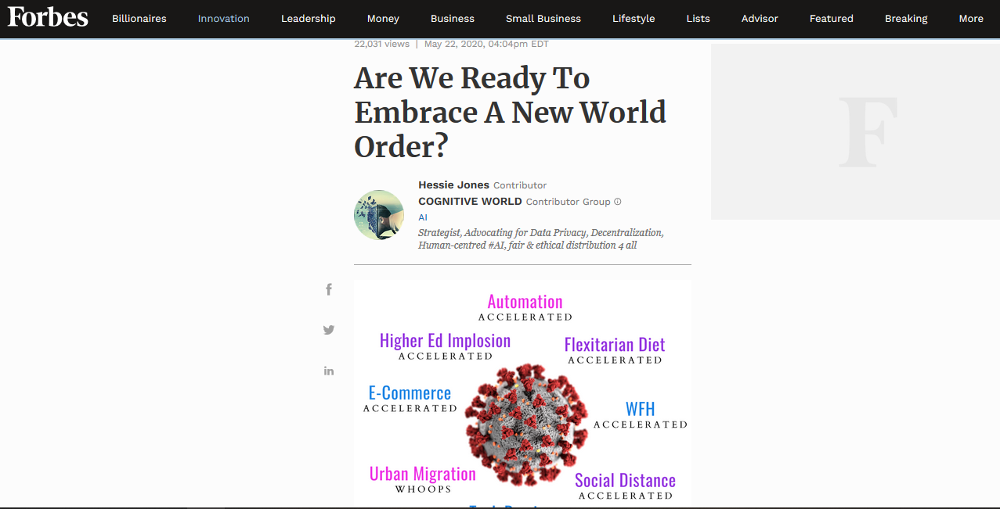 Forbes Billionaires Innovation Leadership Money Business Small Business Lifestyle Lists Advisor Featured Breaking More
22,031 views | May 22, 2020, 04:04pm EDT
Are We Ready To
Embrace A New World
Order?
Hessie Jones Contributor
COGNITIVE WORLD Contributor Group
AI
Strategist, Advocating for Data Privacy, Decentralization,
Human-centred #AI, fair & ethical distribution 4 all
F
Automation
ACCELERATED
Higher Ed Implosion
ACCELERATED
Flexitarian Diet
ACCELERATED
E-Commerce
ACCELERATED
WFH
ACCELERATED
Urban Migration
WHOOPS
Social Distance
ACCELERATED